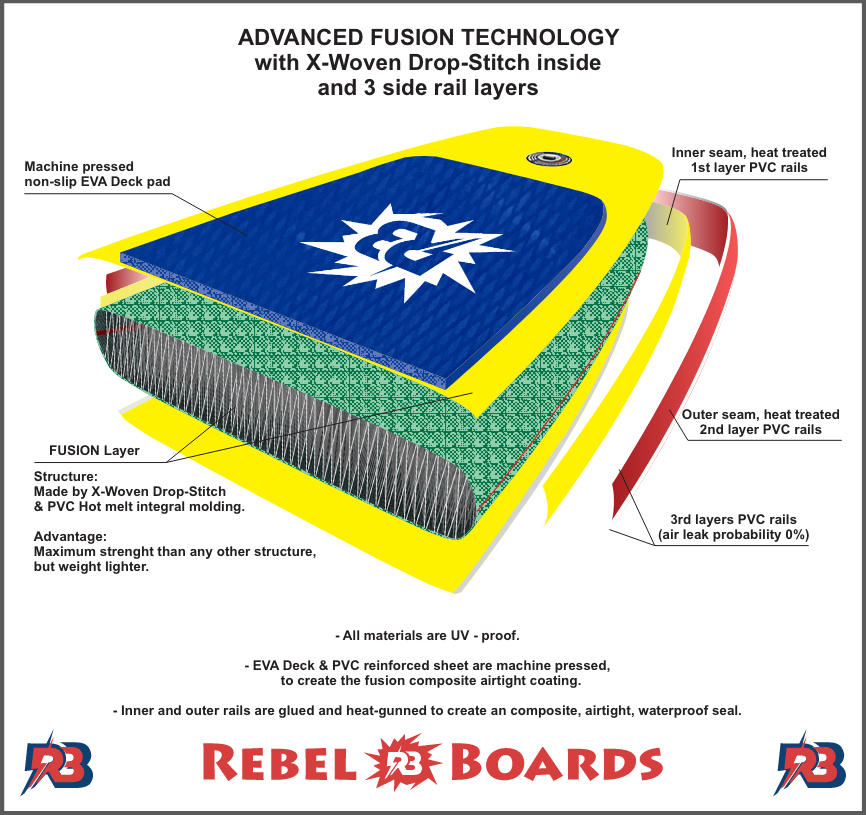 ADVANCED FUSION TECHNOLOGY
with X-Woven Drop-Stitch inside
and 3 side rail layers
Machine pressed
non-slip EVA Deck pad
Inner seam, heat treated
1st layer PVC rails
Outer seam, heat treated
2nd layer PVC rails
FUSION Layer
Structure:
Made by X-Woven Drop-Stitch
& PVC Hot melt integral molding.
Advantage:
Maximum strenght than any other structure,
but weight lighter.
3rd layers PVC rails
(air leak probability 0%)
- All materials are UV - proof.
- EVA Deck & PVC reinforced sheet are machine pressed,
to create the fusion composite airtight coating.
- Inner and outer rails are glued and heat-gunned to create an composite, airtight, waterproof seal.
RB
REBEL RB BOARDS
RB